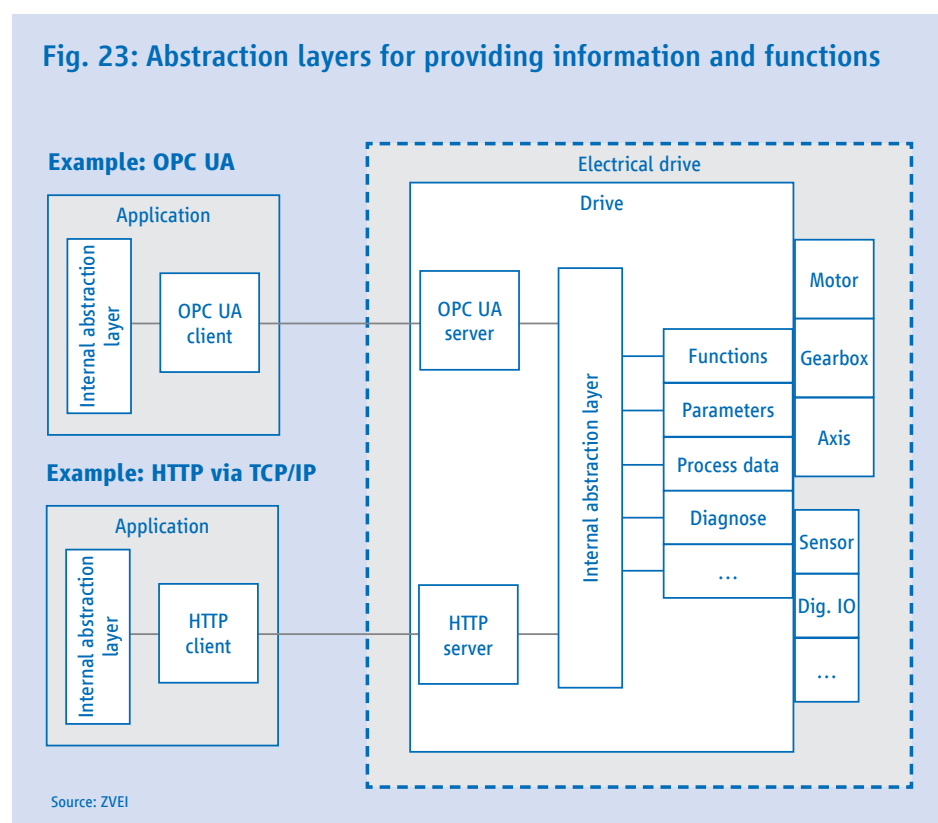 Fig. 23: Abstraction layers for providing information and functions
Example: OPC UA
Application
Internal abstraction
layer
OPC UA
client
Example: HTTP via TCP/IP
Application
Internal abstraction
layer
HTTP
client
Electrical drive
Drive
OPC UA
server
HTTP
server
Internal abstraction layer
Functions
Parameters
Process data
Diagnose
...
Motor
Gearbox
Axis
Sensor
Dig. IO
...
Source: ZVEI